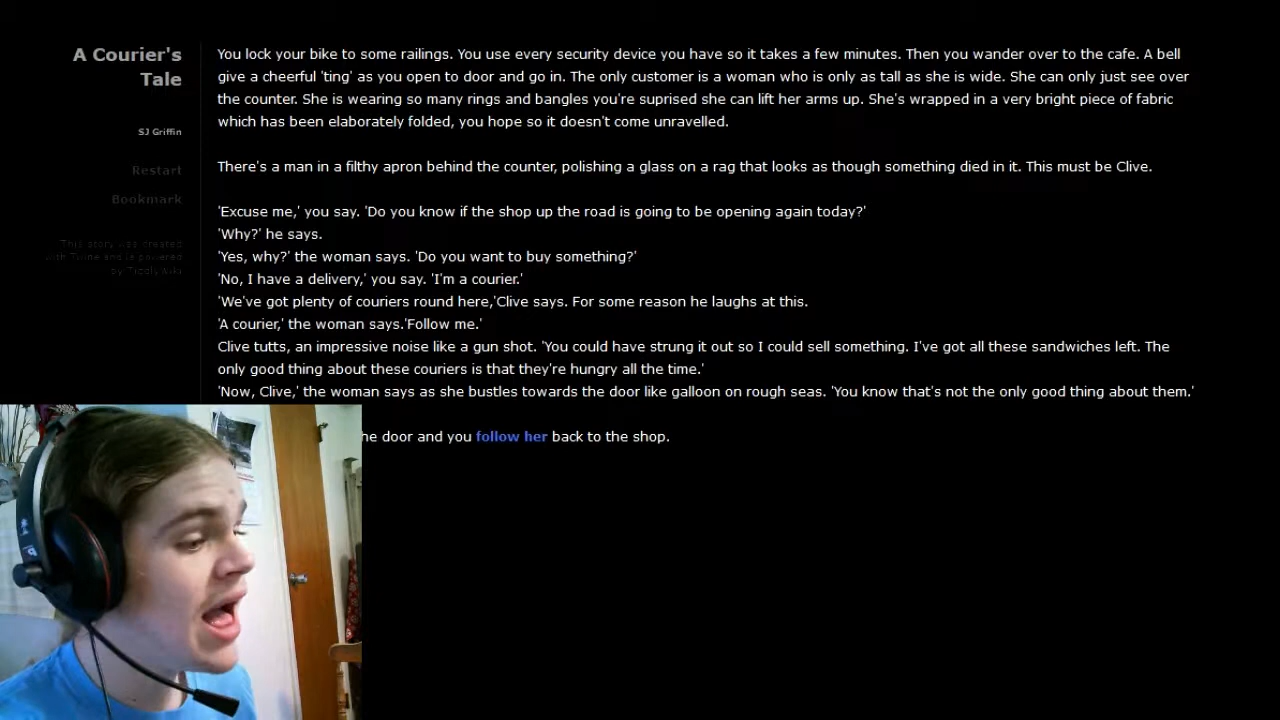 A Courier's
Tale
SJ Griffin
Restart
Bookmark
This story was created
with Twine and is powered
by TiddlyWiki
You lock your bike to some railings. You use every security device you have so it takes a few minutes. Then you wander over to the cafe. A bell
give a cheerful 'ting' as you open to door and go in. The only customer is a woman who is only as tall as she is wide. She can only just see over
the counter. She is wearing so many rings and bangles you're suprised she can lift her arms up. She's wrapped in a very bright piece of fabric
which has been elaborately folded, you hope so it doesn't come unravelled.
There's a man in a filthy apron behind the counter, polishing a glass on a rag that looks as though something died in it. This must be Clive.
'Excuse me,' you say. 'Do you know if the shop up the road is going to be opening again today?'
'Why?' he says.
'Yes, why?' the woman says. 'Do you want to buy something?'
'No, I have a delivery,' you say. 'I'm a courier.'
'We've got plenty of couriers round here,'Clive says. For some reason he laughs at this.
'A courier,' the woman says.'Follow me.'
Clive tutts, an impressive noise like a gun shot. 'You could have strung it out so I could sell something. I've got all these sandwiches left. The
only good thing about these couriers is that they're hungry all the time.'
'Now, Clive,' the woman says as she bustles towards the door like galloon on rough seas. 'You know that's not the only good thing about them.'
he door and you follow her back to the shop.